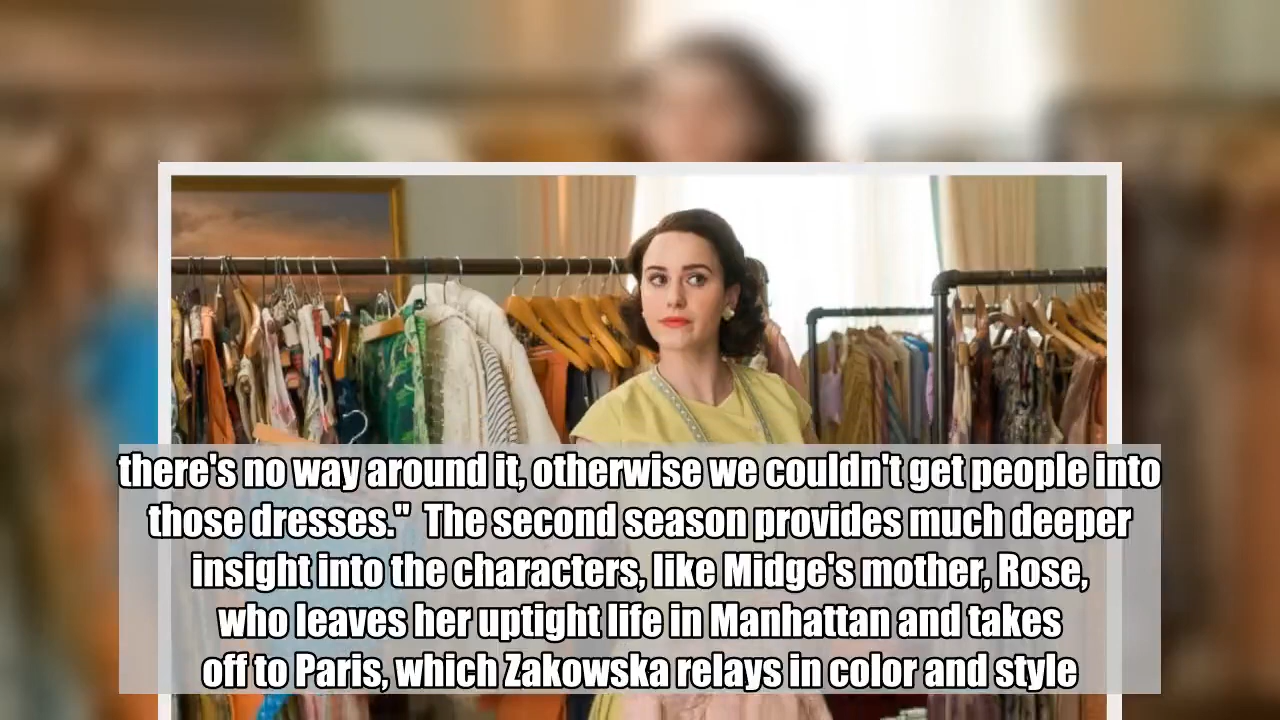 there's no way around it, otherwise we couldn't get people into
those dresses."  The second season provides much deeper
insight into the characters, like Midge's mother, Rose,
who leaves her uptight life in Manhattan and takes
off to Paris, which Zakowska relays in color and style